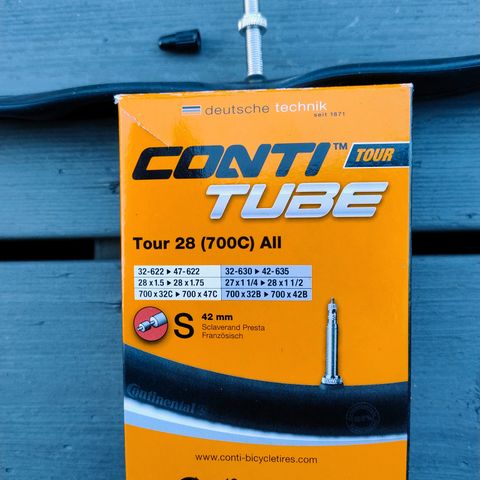 deutsche technik
seit 1871
CONTI™ TOUR
TUBE
Tour 28 (700C) All
32-622 ▸ 47-622 32-630 ▸ 42-635
28 x 1.5 ▸ 28 x 1.75 27 x 1 1/4 ▸ 28 x 1 1/2
700 x 32C ▸ 700 x 47C 700 x 32B ▸ 700 x 42B
S 42 mm
Sclaverand Presta
Französisch
Continental
www.conti-bicycletires.com